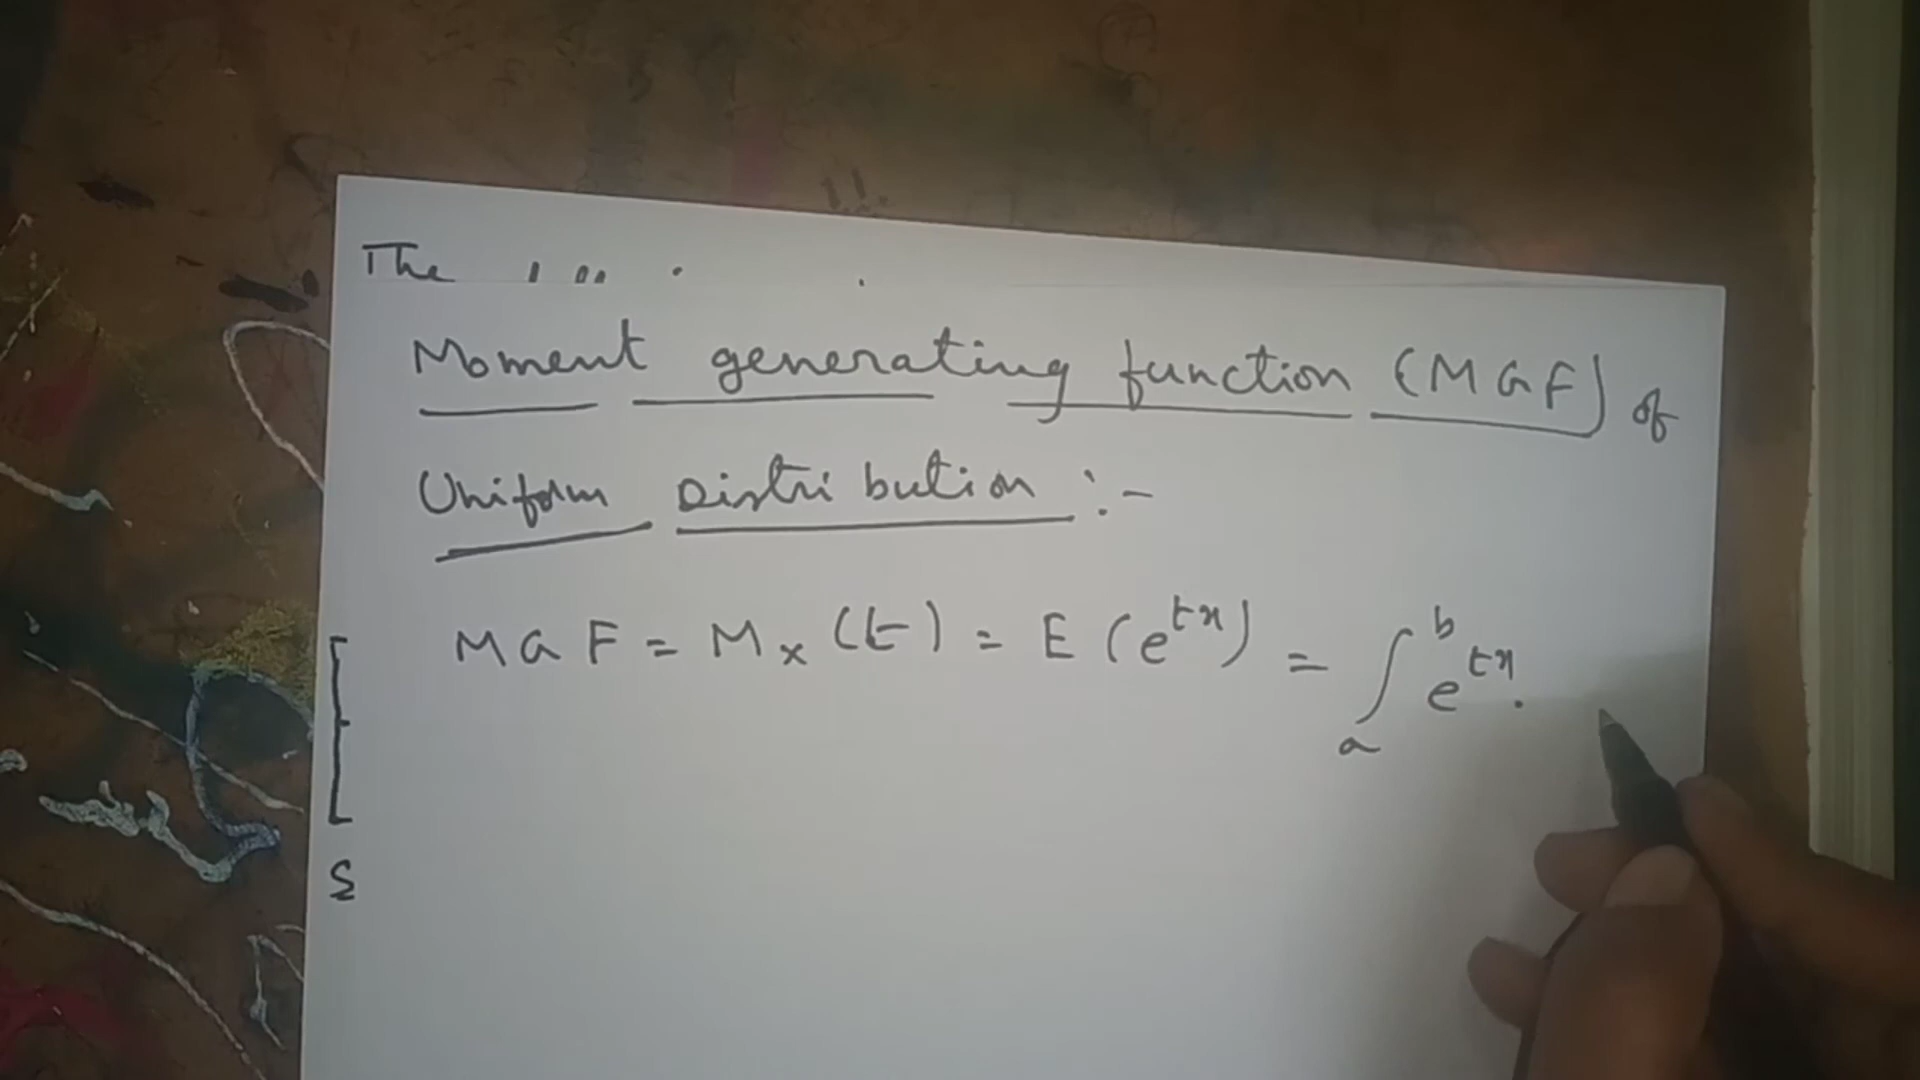 The
Moment generating function (MGF) of
Uniform Distribution :-
MGF = Mₓ(t) = E(e^{tx}) = ∫_a^b e^{tx}.